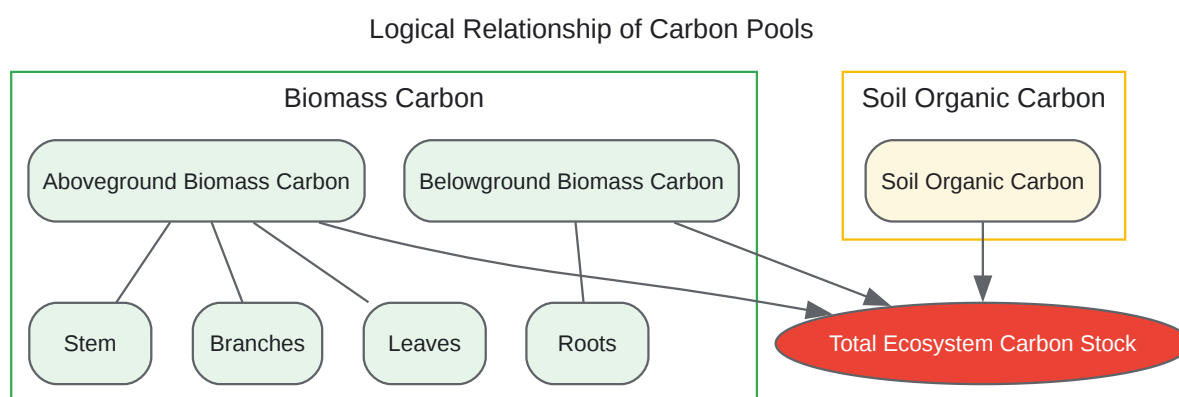 Logical Relationship of Carbon Pools
Biomass Carbon
Soil Organic Carbon
Aboveground Biomass Carbon
Belowground Biomass Carbon
Soil Organic Carbon
Stem
Branches
Leaves
Roots
Total Ecosystem Carbon Stock